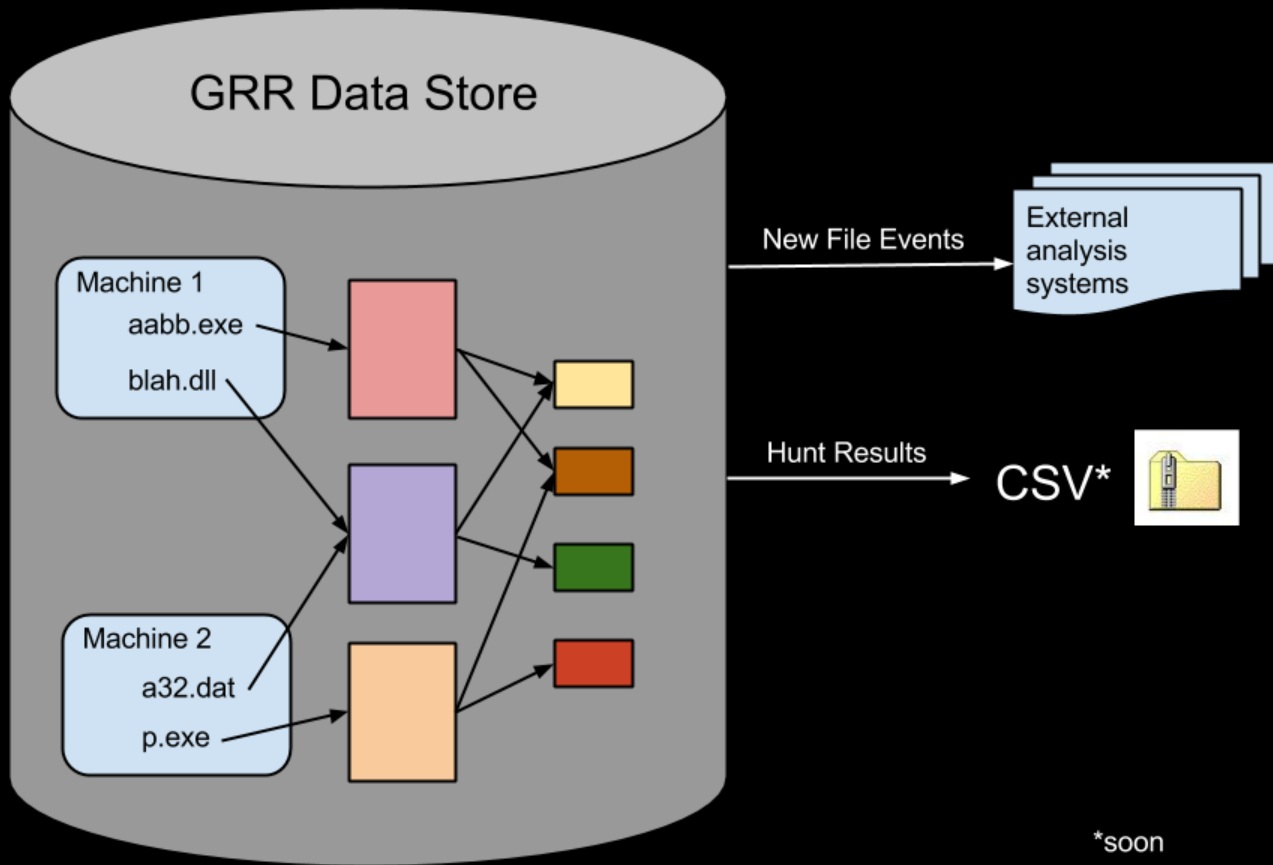 GRR Data Store
Machine 1
aabb.exe
blah.dll
Machine 2
a32.dat
p.exe
New File Events
External
analysis
systems
Hunt Results
CSV*
*soon